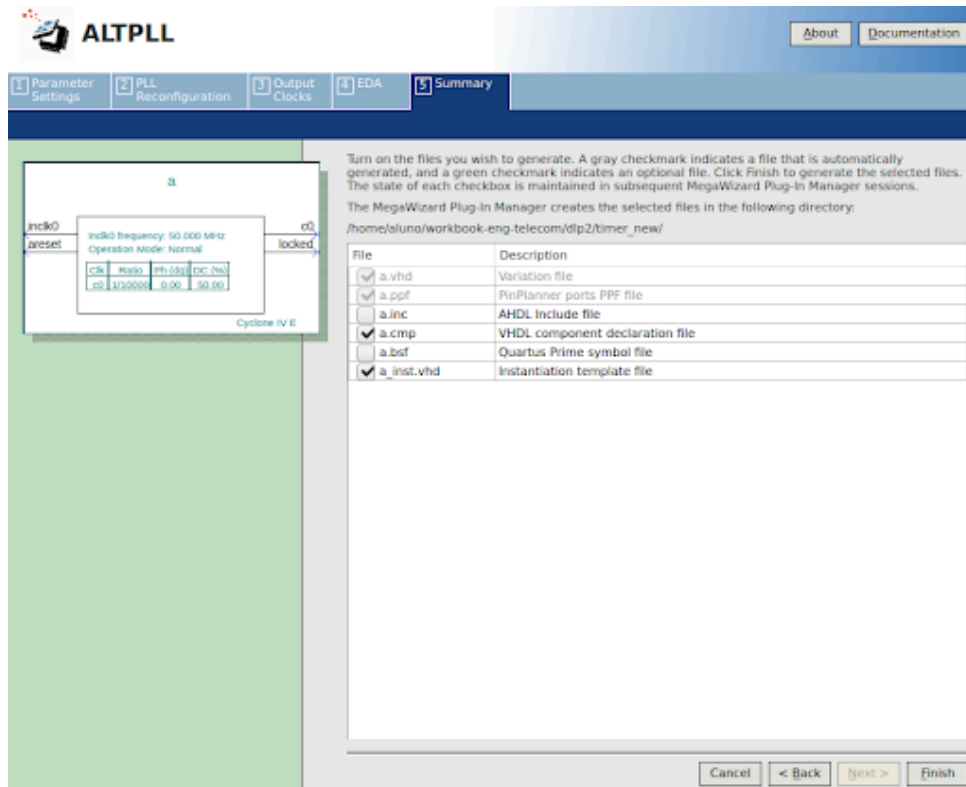 ALTPLL
About
Documentation
1 Parameter Settings
2 PLL Reconfiguration
3 Output Clocks
4 EDA
5 Summary
Turn on the files you wish to generate. A gray checkmark indicates a file that is automatically
generated, and a green checkmark indicates an optional file. Click Finish to generate the selected files.
The state of each checkbox is maintained in subsequent MegaWizard Plug-In Manager sessions.
The MegaWizard Plug-In Manager creates the selected files in the following directory:
/home/aluno/workbook-eng-telecom/dlp2/timer_new/
a
inclk0
areset
c0
locked
inclk0 frequency: 50.000 MHz
Operation Mode: Normal
Clk Ratio Ph (dg) DC (%)
c0 1/10000 0.00 50.00
Cyclone IV E
File Description
a.vhd Variation file
a.ppf PinPlanner ports PPF file
a.inc AHDL Include file
a.cmp VHDL component declaration file
a.bsf Quartus Prime symbol file
a_inst.vhd Instantiation template file
Cancel
< Back
Next >
Finish